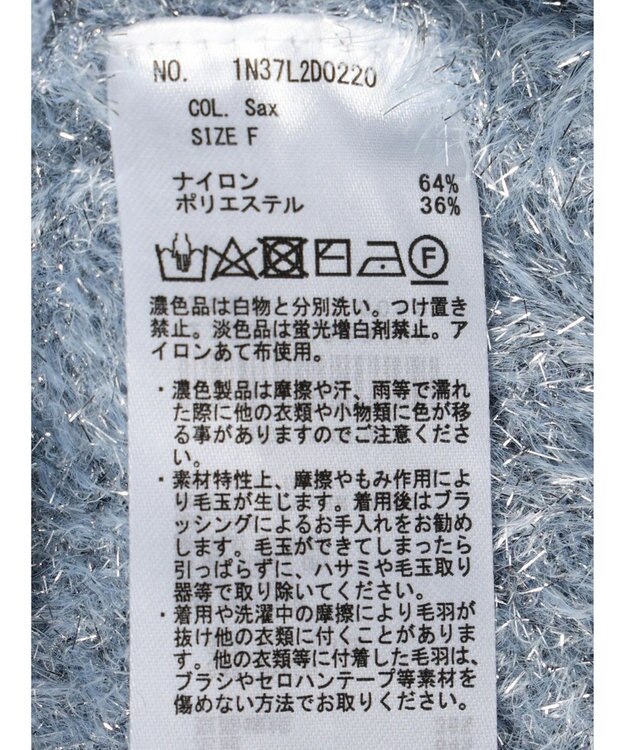 NO. 1N37L2D0220
COL. Sax
SIZE F
ナイロン 64%
ポリエステル 36%
F
濃色品は白物と分別洗い。つけ置き
禁止。淡色品は蛍光増白剤禁止。ア
イロンあて布使用。
・濃色製品は摩擦や汗、雨等で濡れ
た際に他の衣類や小物類に色が移
る事がありますのでご注意くださ
い。
・素材特性上、摩擦やもみ作用によ
り毛玉が生じます。着用後はブラ
ッシングによるお手入れをお勧め
します。毛玉ができてしまったら
引っぱらずに、ハサミや毛玉取り
器等で取り除いてください。
・着用や洗濯中の摩擦により毛羽が
抜け他の衣類に付くことがありま
す。他の衣類等に付着した毛羽は、
ブラシやセロハンテープ等素材を
傷めない方法でお取りください。